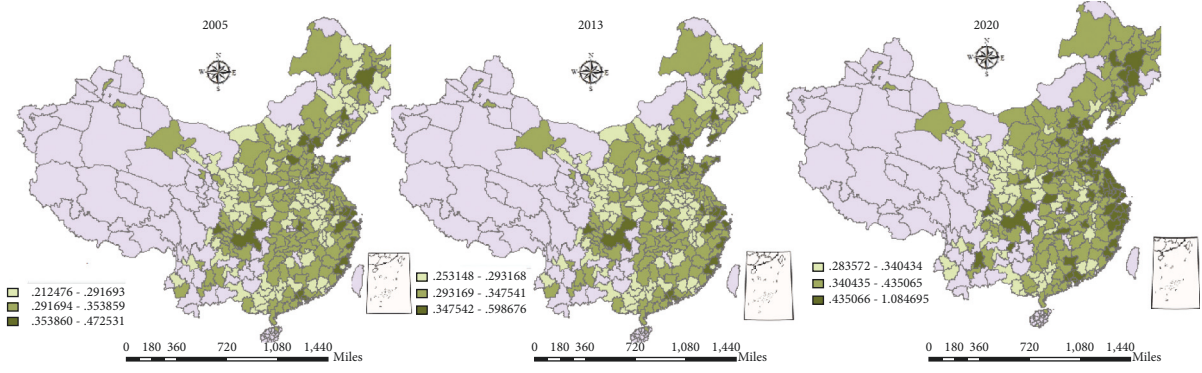 2005
N
W E
S
.212476 - .291693
.291694 - .353859
.353860 - .472531
0 180 360 720 1,080 1,440
Miles
2013
N
W E
S
.253148 - .293168
.293169 - .347541
.347542 - .598676
0 180 360 720 1,080 1,440
Miles
2020
N
W E
S
.283572 - .340434
.340435 - .435065
.435066 - 1.084695
0 180 360 720 1,080 1,440
Miles